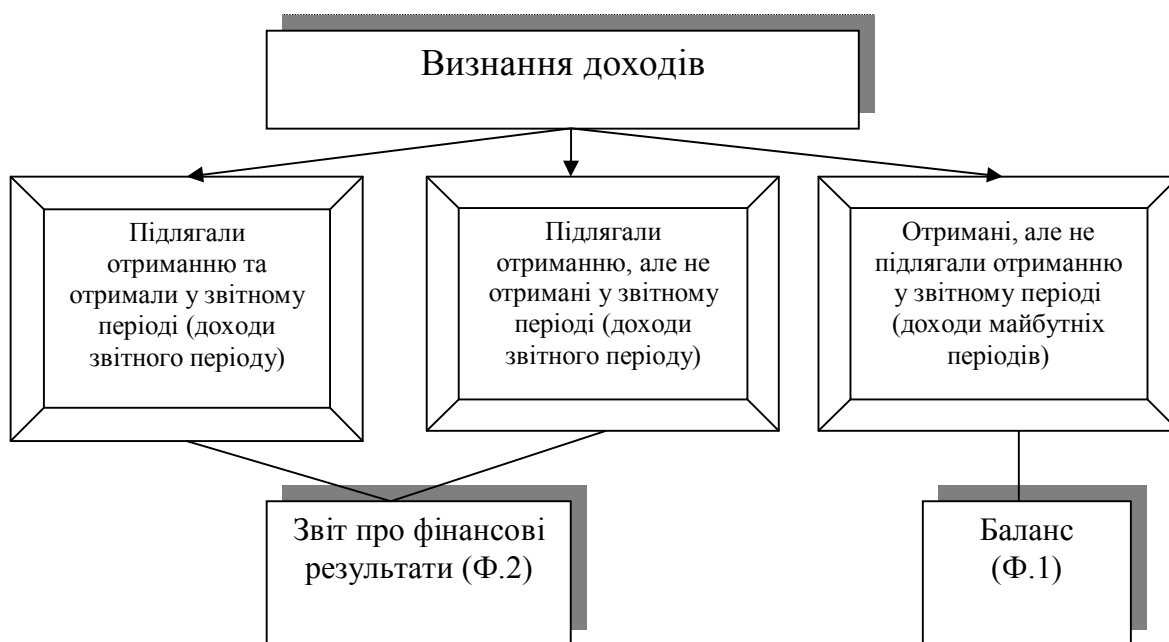 Визнання доходів
Підлягали
отриманню та
отримали у звітному
періоді (доходи
звітного періоду)
Підлягали
отриманню, але не
отримані у звітному
періоді (доходи
звітного періоду)
Отримані, але не
підлягали отриманню
у звітному періоді
(доходи майбутніх
періодів)
Звіт про фінансові
результати (Ф.2)
Баланс
(Ф.1)